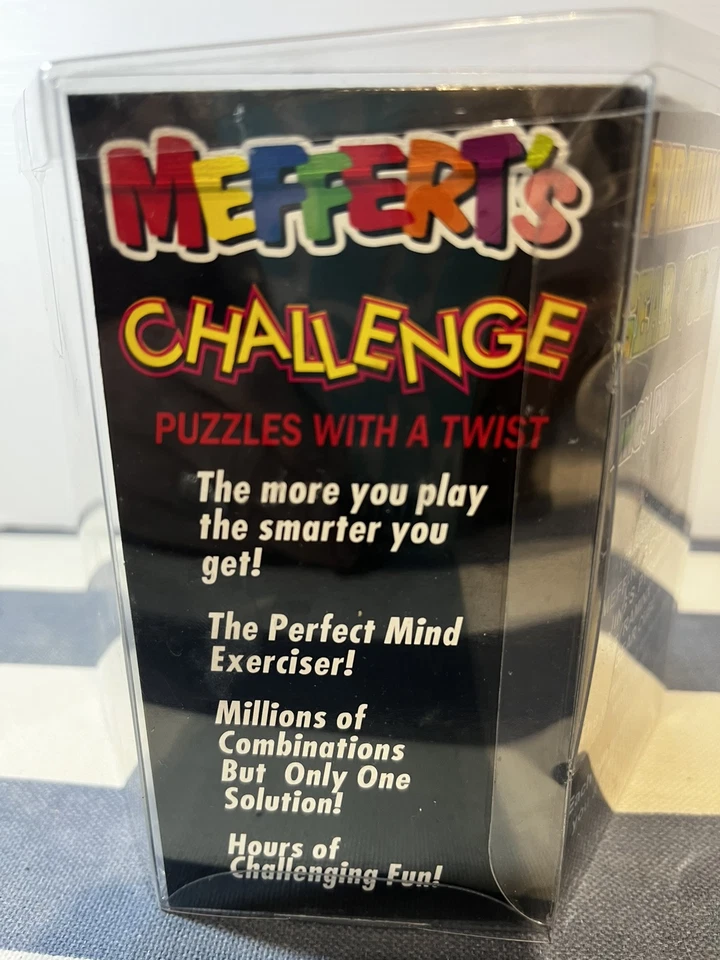 MEFFERT'S
CHALLENGE
PUZZLES WITH A TWIST
The more you play
the smarter you
get!
The Perfect Mind
Exerciser!
Millions of
Combinations
But Only One
Solution!
Hours of
Challenging Fun!